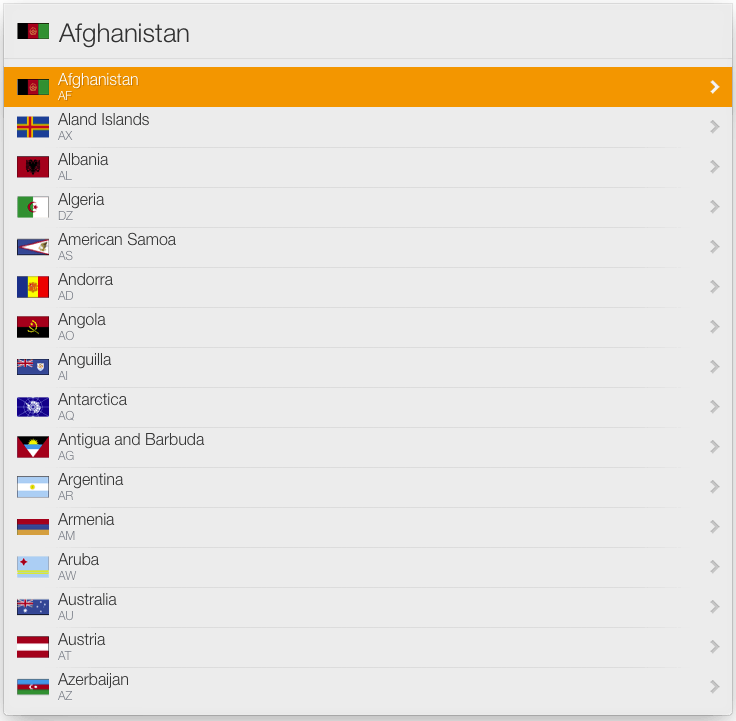 Afghanistan
Afghanistan
AF
Aland Islands
AX
Albania
AL
Algeria
DZ
American Samoa
AS
Andorra
AD
Angola
AO
Anguilla
AI
Antarctica
AQ
Antigua and Barbuda
AG
Argentina
AR
Armenia
AM
Aruba
AW
Australia
AU
Austria
AT
Azerbaijan
AZ